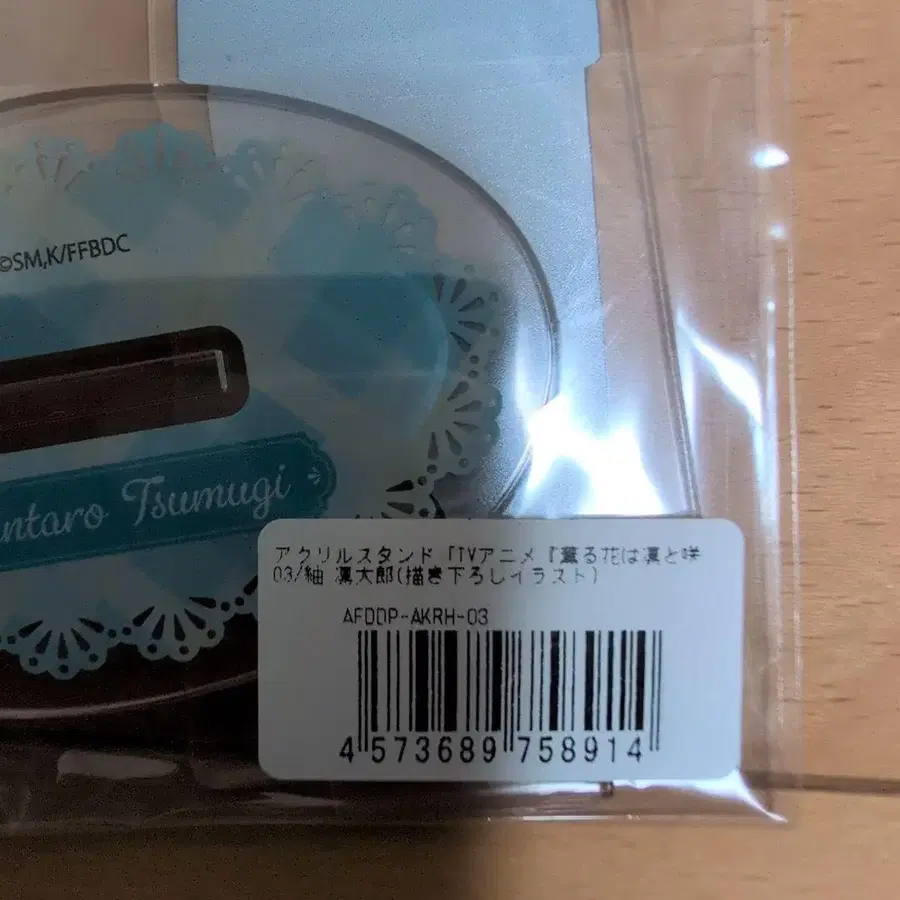 ©SM,K/FFBDC
ntaro Tsumugi
アクリルスタンド「TVアニメ『薫る花は凛と咲
03/紬 凛太郎(描き下ろしイラスト)
AFDDP-AKRH-03
4 573689 758914